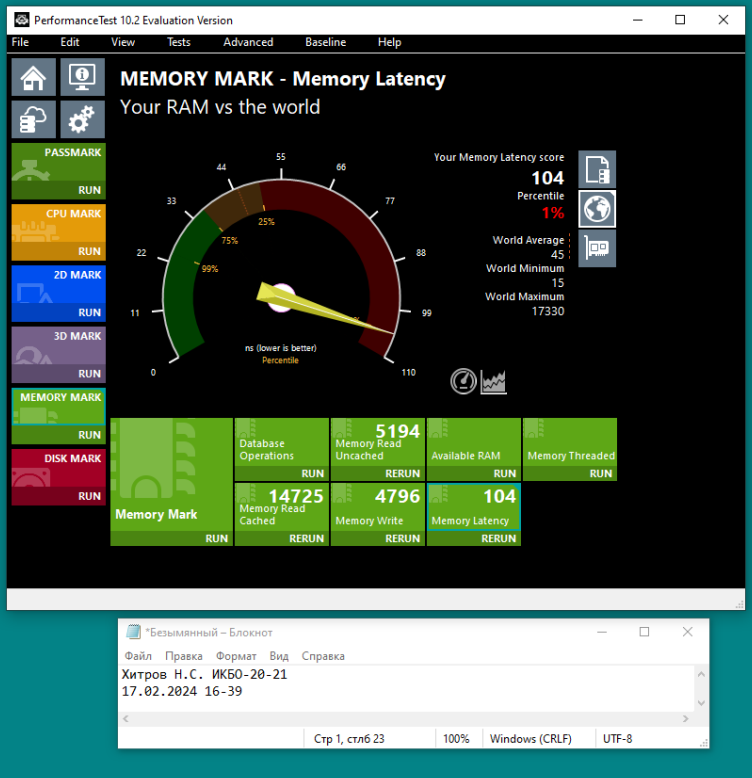 PerformanceTest 10.2 Evaluation Version
File Edit View Tests Advanced Baseline Help
MEMORY MARK - Memory Latency
Your RAM vs the world
PASSMARK
RUN
CPU MARK
RUN
2D MARK
RUN
3D MARK
RUN
MEMORY MARK
RUN
DISK MARK
RUN
0
11
22
33
44
55
66
77
88
99
110
99%
75%
25%
ns (lower is better)
Percentile
Your Memory Latency score
104
Percentile
1%
World Average
45
World Minimum
15
World Maximum
17330
Memory Mark
RUN
Database
Operations
RUN
5194
Memory Read
Uncached
RERUN
Available RAM
RUN
Memory Threaded
RUN
14725
Memory Read
Cached
RERUN
4796
Memory Write
RERUN
104
Memory Latency
RERUN
*Безымянный – Блокнот
Файл Правка Формат Вид Справка
Хитров Н.С. ИКБО-20-21
17.02.2024 16-39
Стр 1, стлб 23 100% Windows (CRLF) UTF-8